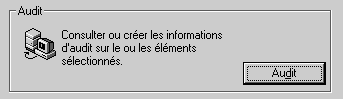 Audit
Consulter ou créer les informations
d'audit sur le ou les éléments
sélectionnés.
Audit